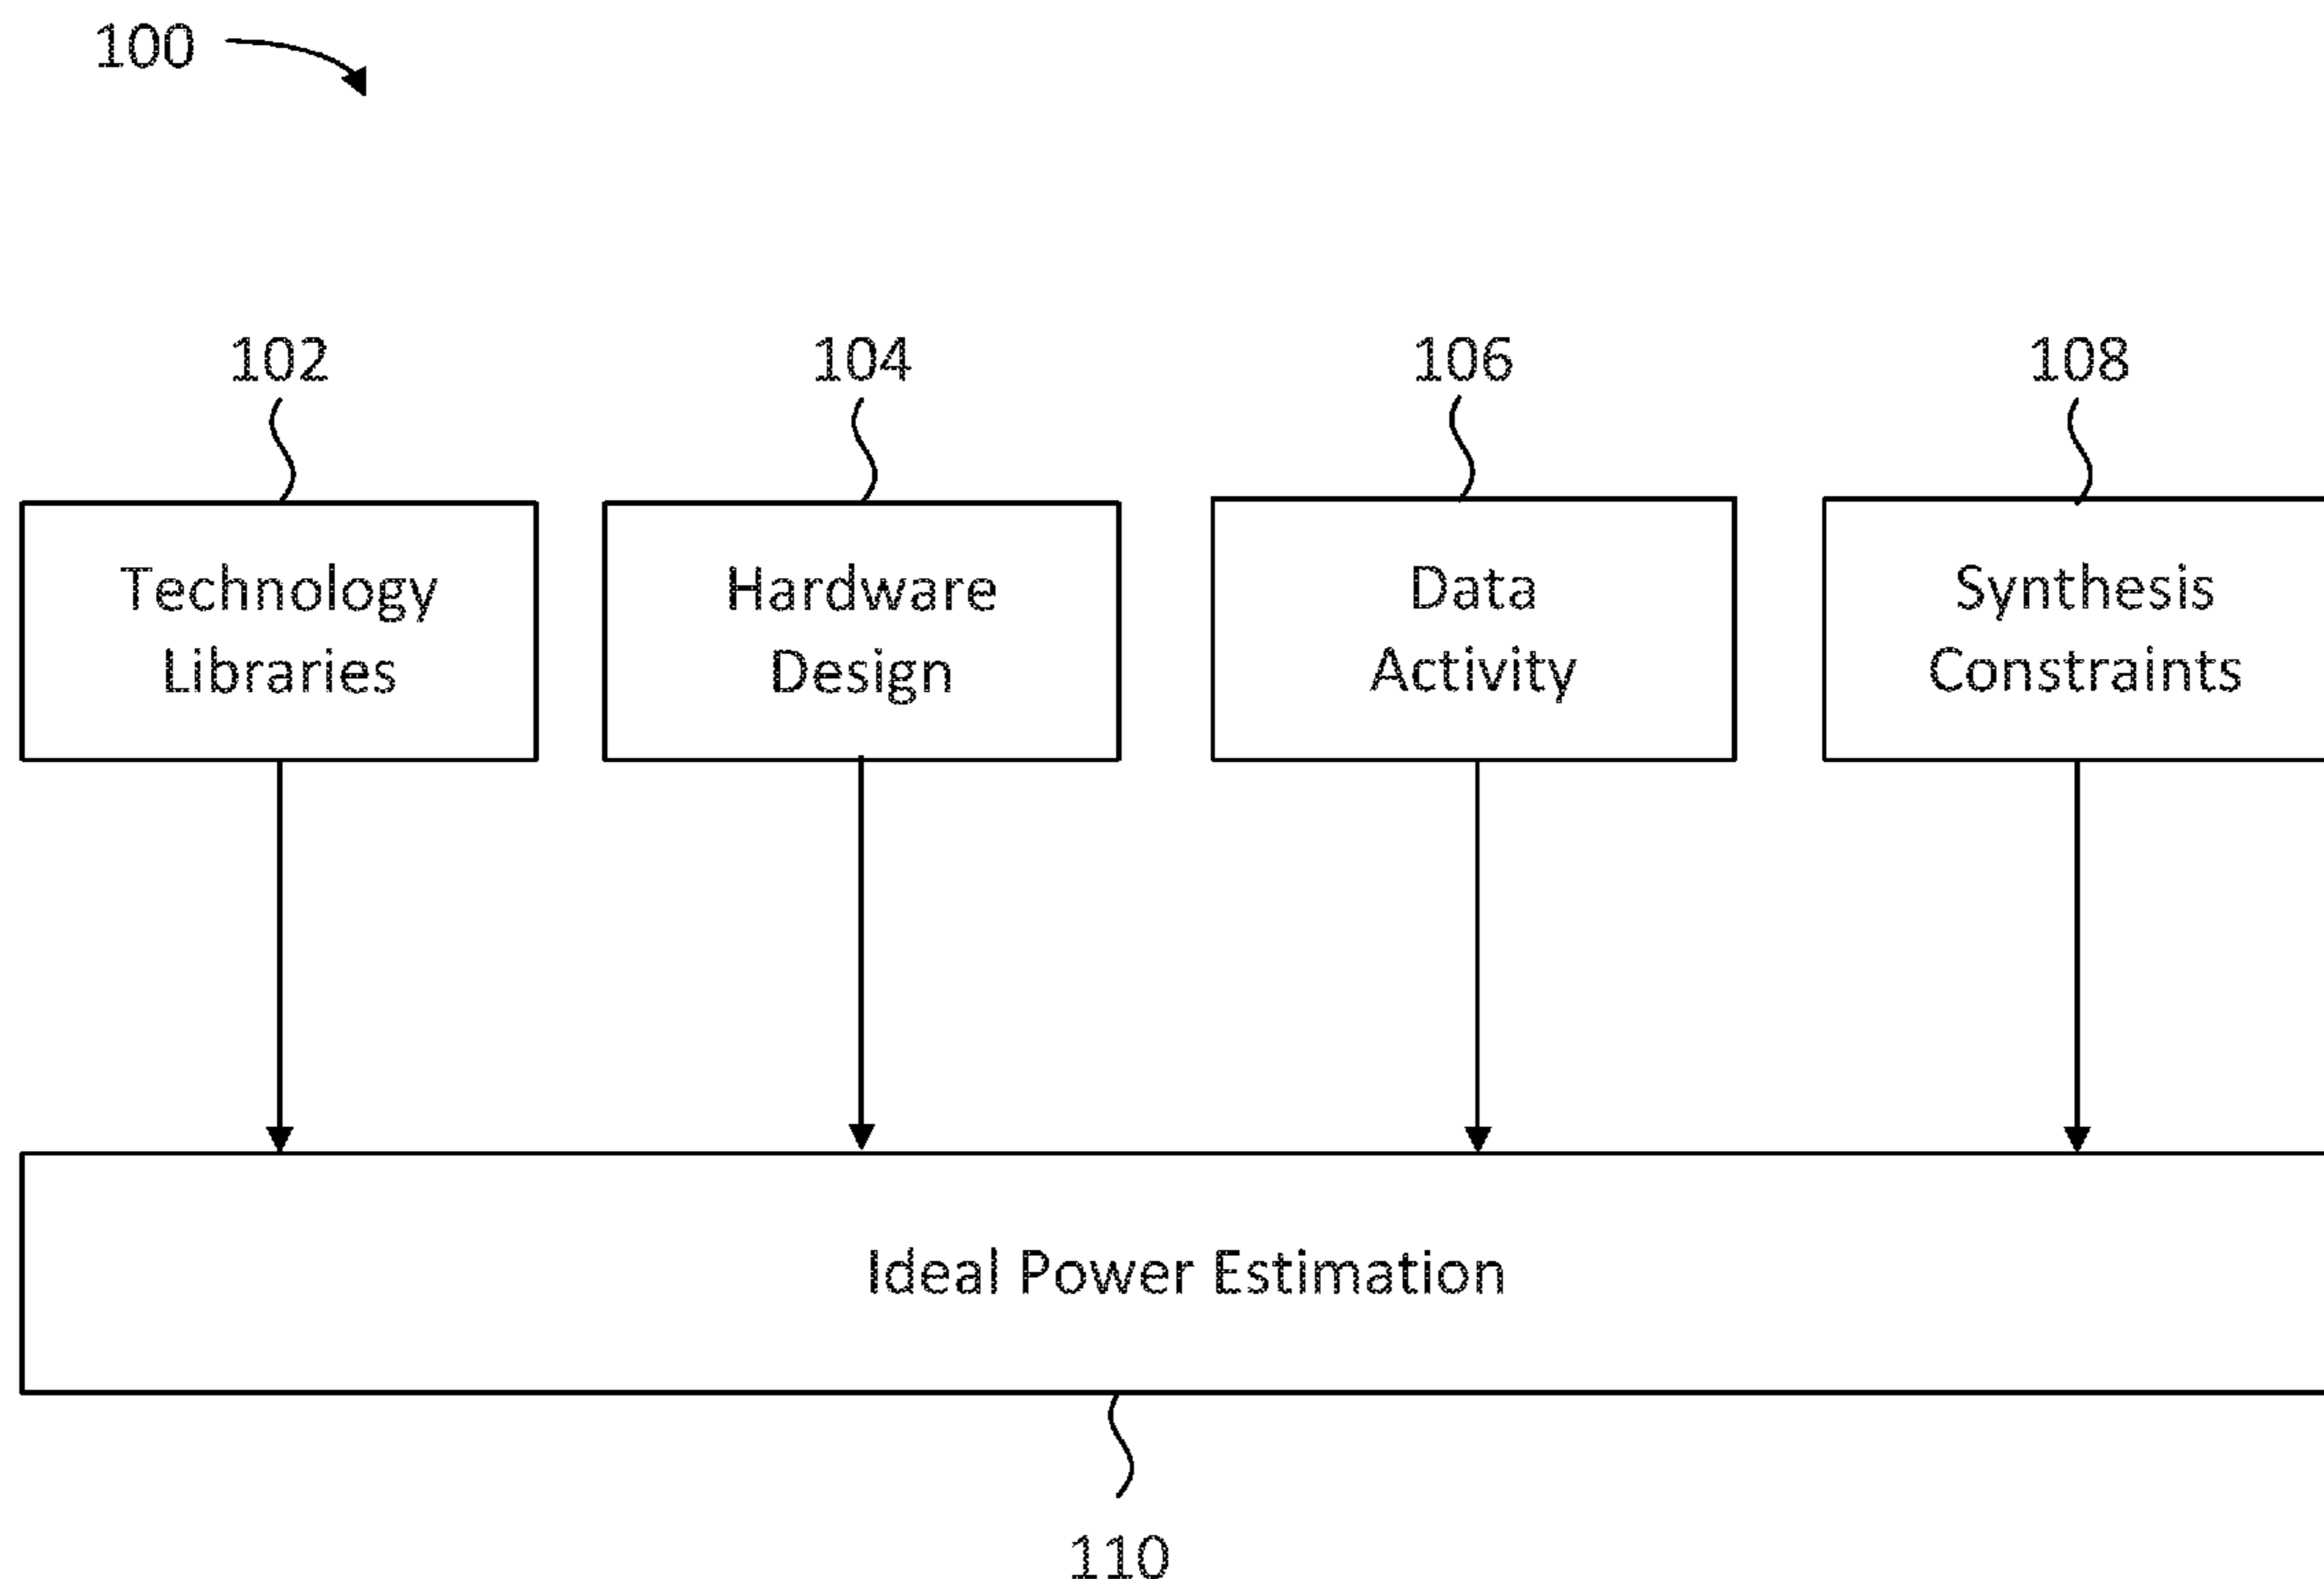 100
102
104
106
108
Technology
Libraries
Hardware
Design
Data
Activity
Synthesis
Constraints
Ideal Power Estimation
110